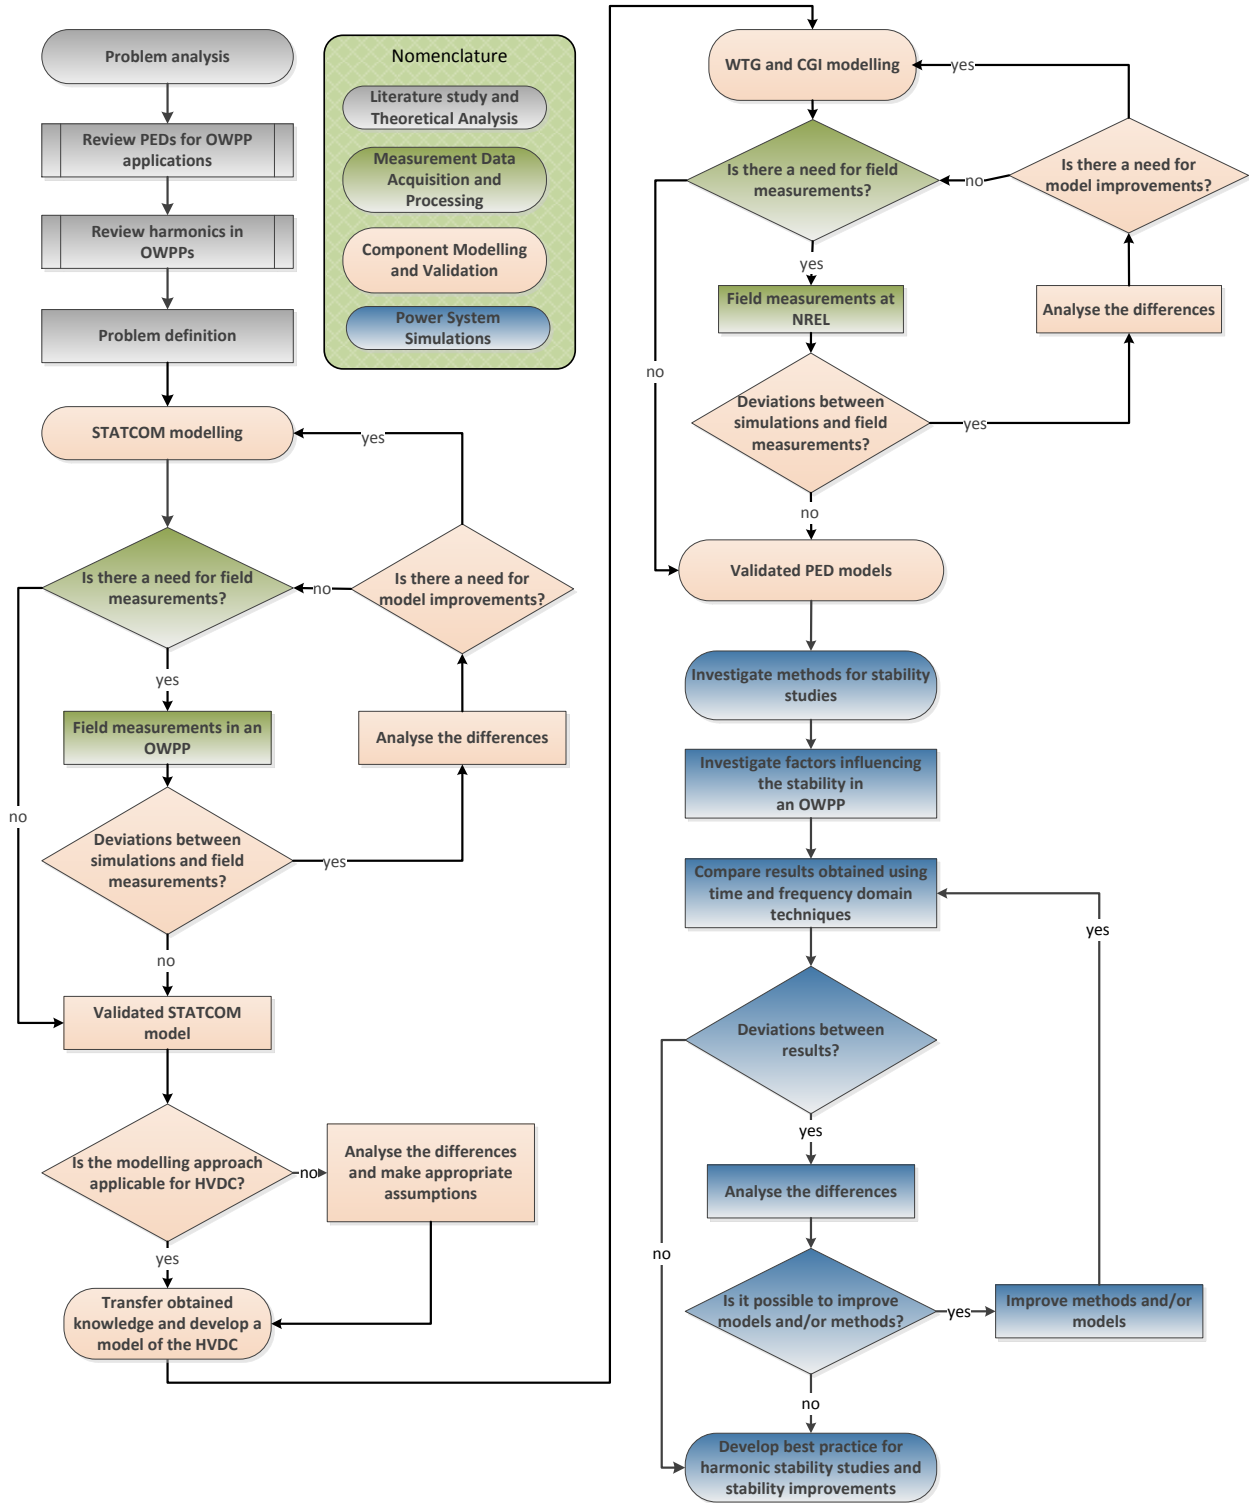 Problem analysis
Review PEDs for OWPP
applications
Review harmonics in
OWPPs
Problem definition
Nomenclature
Literature study and
Theoretical Analysis
Measurement Data
Acquisition and
Processing
Component Modelling
and Validation
Power System
Simulations
STATCOM modelling
yes
Is there a need for field
measurements?
no
Is there a need for
model improvements?
yes
Field measurements in an
OWPP
Analyse the differences
no
Deviations between
simulations and field
measurements?
yes
no
Validated STATCOM
model
Is the modelling approach
applicable for HVDC?
no
Analyse the differences
and make appropriate
assumptions
yes
Transfer obtained
knowledge and develop a
model of the HVDC
WTG and CGI modelling
yes
Is there a need for field
measurements?
no
Is there a need for
model improvements?
yes
Field measurements at
NREL
Analyse the differences
no
Deviations between
simulations and field
measurements?
yes
no
Validated PED models
Investigate methods for stability
studies
Investigate factors influencing
the stability in
an OWPP
Compare results obtained using
time and frequency domain
techniques
yes
Deviations between
results?
yes
Analyse the differences
no
Is it possible to improve
models and/or methods?
yes
Improve methods and/or
models
no
Develop best practice for
harmonic stability studies and
stability improvements